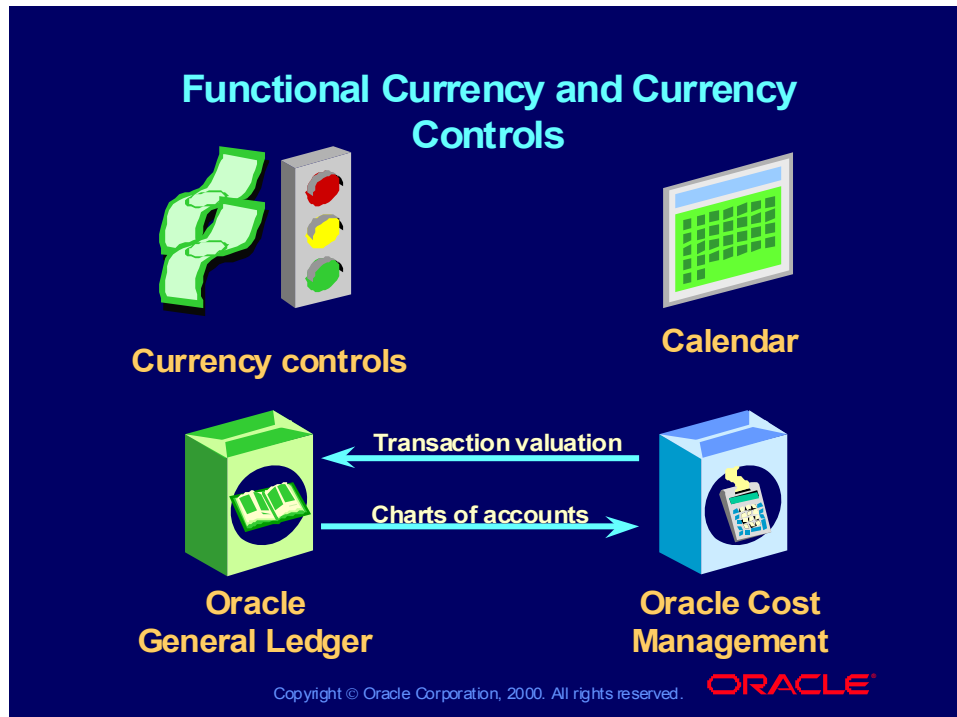 Functional Currency and Currency
Controls
Currency controls
Calendar
Transaction valuation
Charts of accounts
Oracle
General Ledger
Oracle Cost
Management
Copyright © Oracle Corporation, 2000. All rights reserved.
ORACLE®